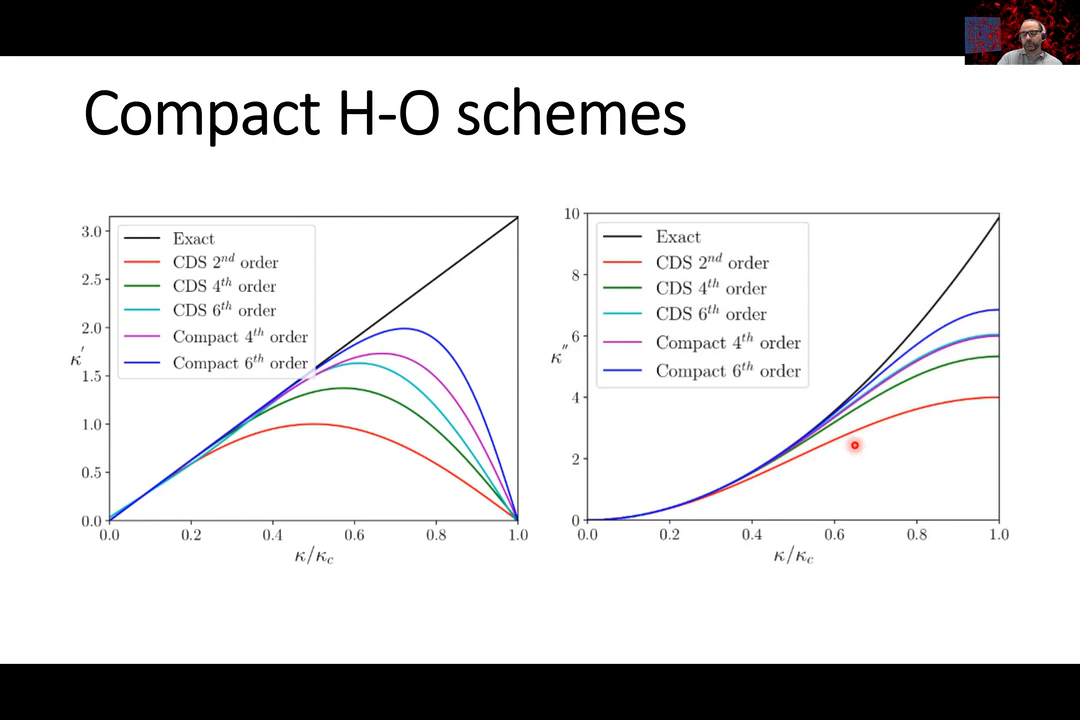 Compact H-O schemes
3.0
2.5
2.0
1.5
1.0
0.5
0.0
κ′
Exact
CDS 2nd order
CDS 4th order
CDS 6th order
Compact 4th order
Compact 6th order
0.0 0.2 0.4 0.6 0.8 1.0
κ/κc
10
8
6
4
2
0
κ″
Exact
CDS 2nd order
CDS 4th order
CDS 6th order
Compact 4th order
Compact 6th order
0.0 0.2 0.4 0.6 0.8 1.0
κ/κc